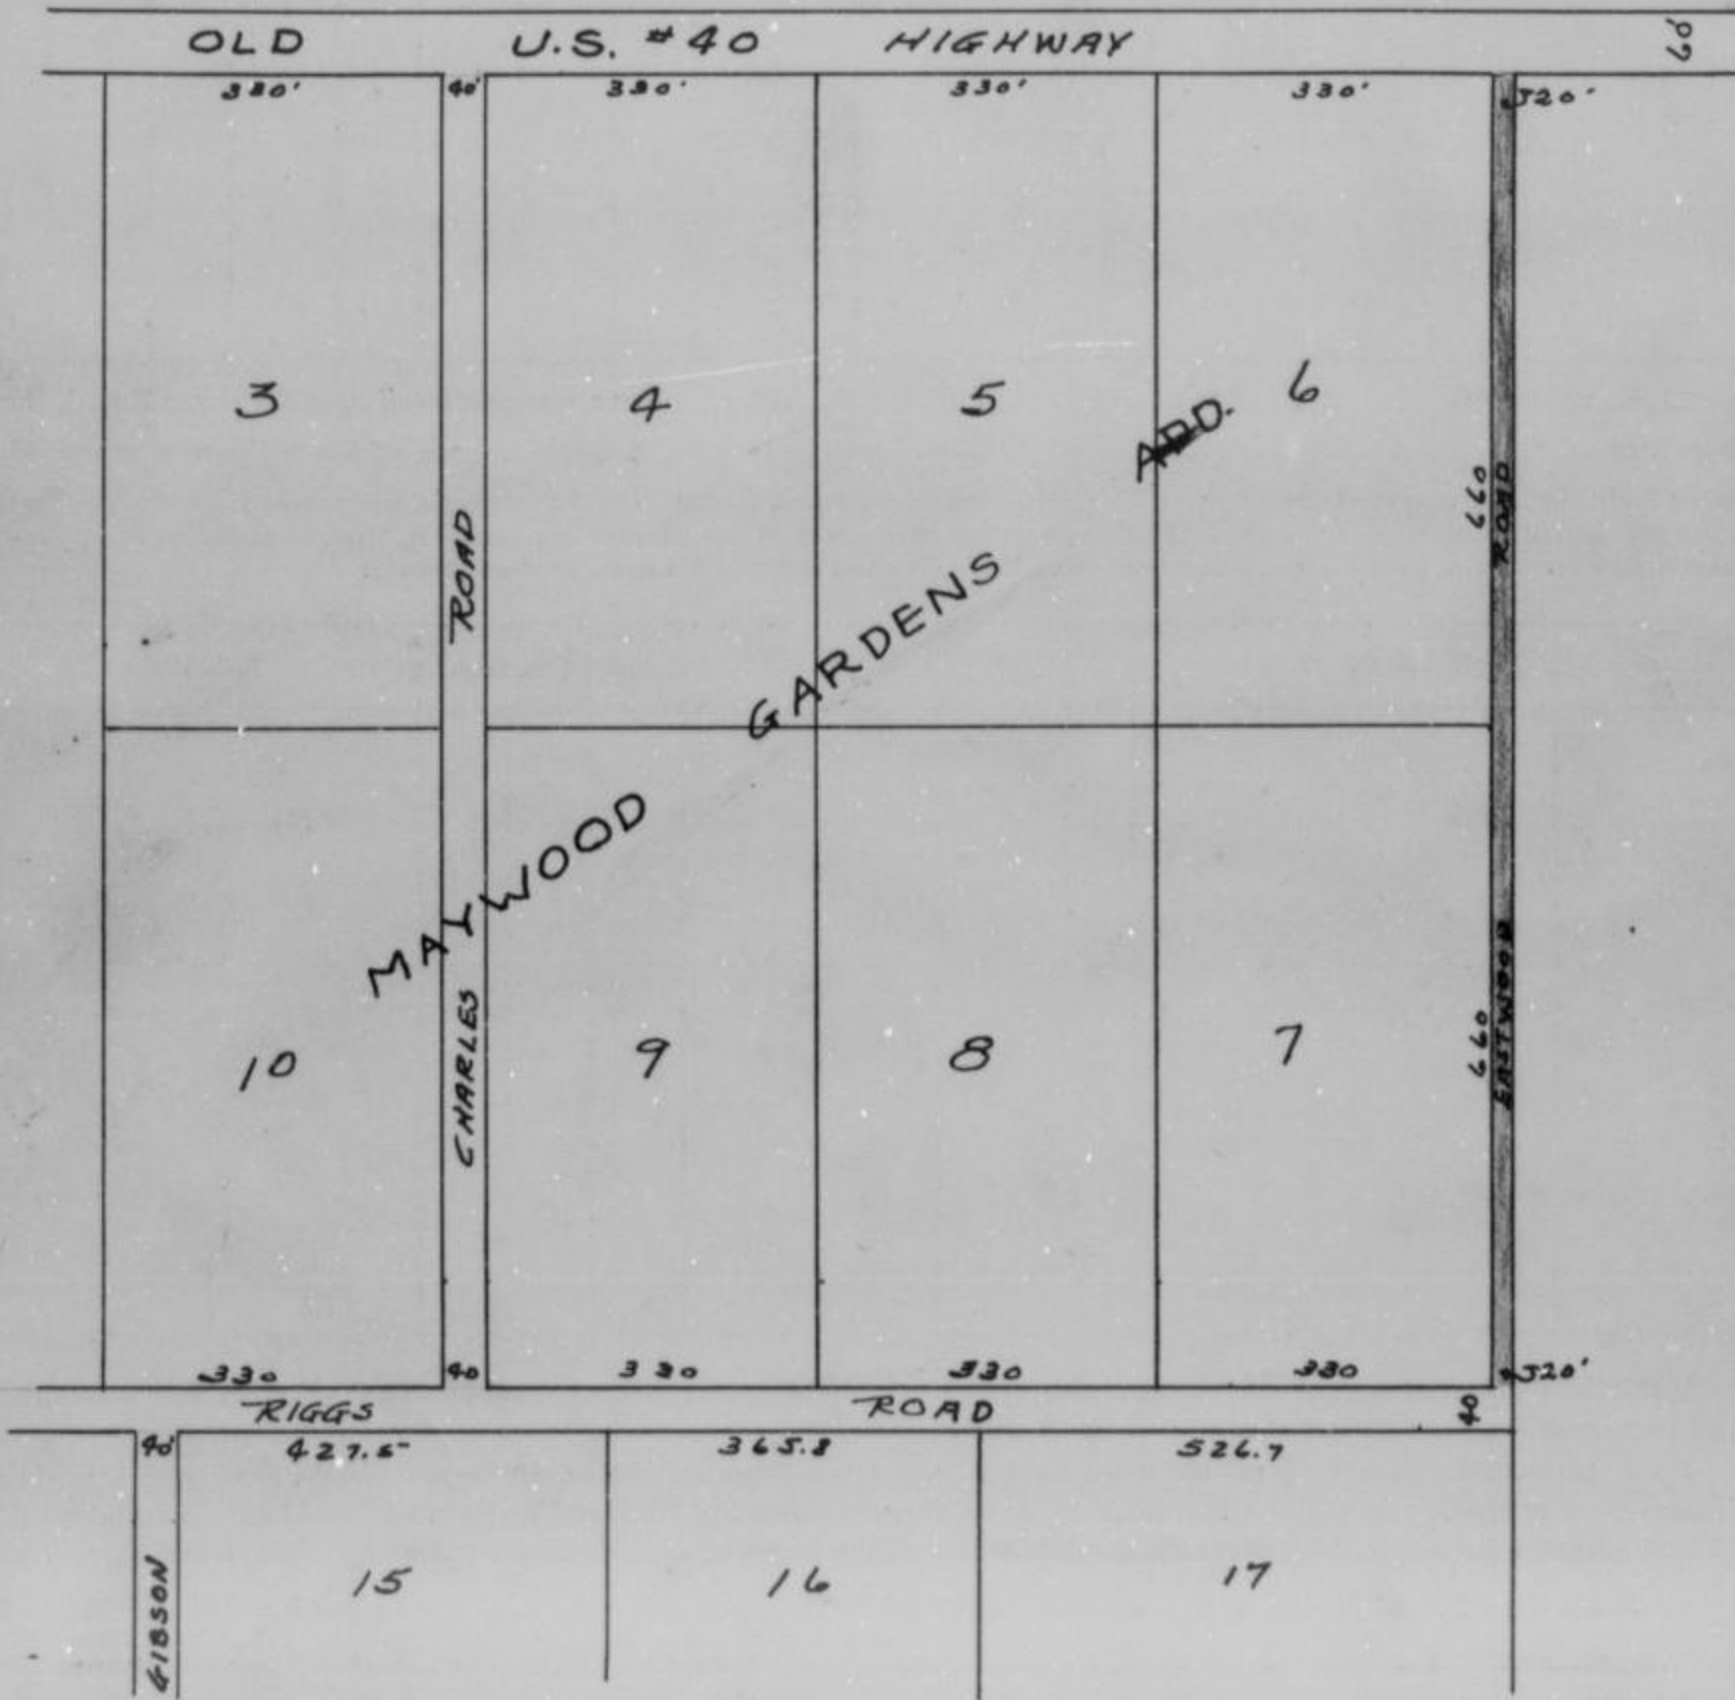 OLD U.S. #40 HIGHWAY 60'
330' 40' 330' 330' 330' 20'
3 4 5 6
ADD.
660
ROAD ROAD
GARDENS
MAYWOOD
CHARLES EASTWOOD
660
10 9 8 7
330 40 330 330 330 20'
RIGGS ROAD 40
40' 427.5 365.8 526.7
GIBSON 15 16 17